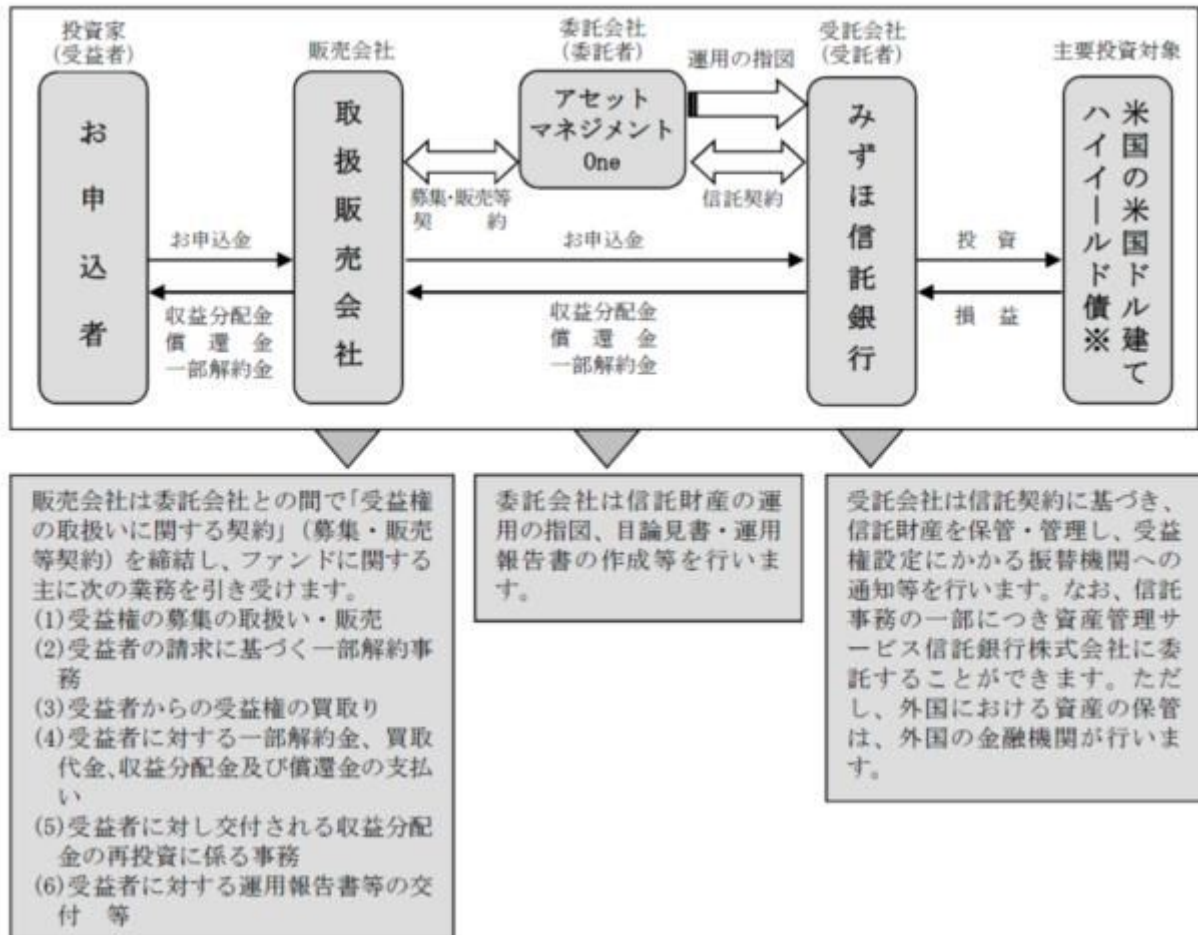 投資家
(受益者)
販売会社
委託会社
(委託者)
受託会社
(受託者)
主要投資対象
お申込者
取扱販売会社
アセット
マネジメント
One
運用の指図
みずほ信託銀行
米国の米国ドル建て
ハイイールド債※
募集・販売等
契　約
信託契約
お申込金
お申込金
投　資
収益分配金
償　還　金
一部解約金
収益分配金
償　還　金
一部解約金
損　益
販売会社は委託会社との間で「受益権
の取扱いに関する契約」（募集・販売
等契約）を締結し、ファンドに関する
主に次の業務を引き受けます。
(1)受益権の募集の取扱い・販売
(2)受益者の請求に基づく一部解約事
務
(3)受益者からの受益権の買取り
(4)受益者に対する一部解約金、買取
代金、収益分配金及び償還金の支払
い
(5)受益者に対し交付される収益分配
金の再投資に係る事務
(6)受益者に対する運用報告書等の交
付　等
委託会社は信託財産の運
用の指図、目論見書・運用
報告書の作成等を行いま
す。
受託会社は信託契約に基づき、
信託財産を保管・管理し、受益
権設定にかかる振替機関への
通知等を行います。なお、信託
事務の一部につき資産管理サ
ービス信託銀行株式会社に委
託することができます。ただ
し、外国における資産の保管
は、外国の金融機関が行いま
す。